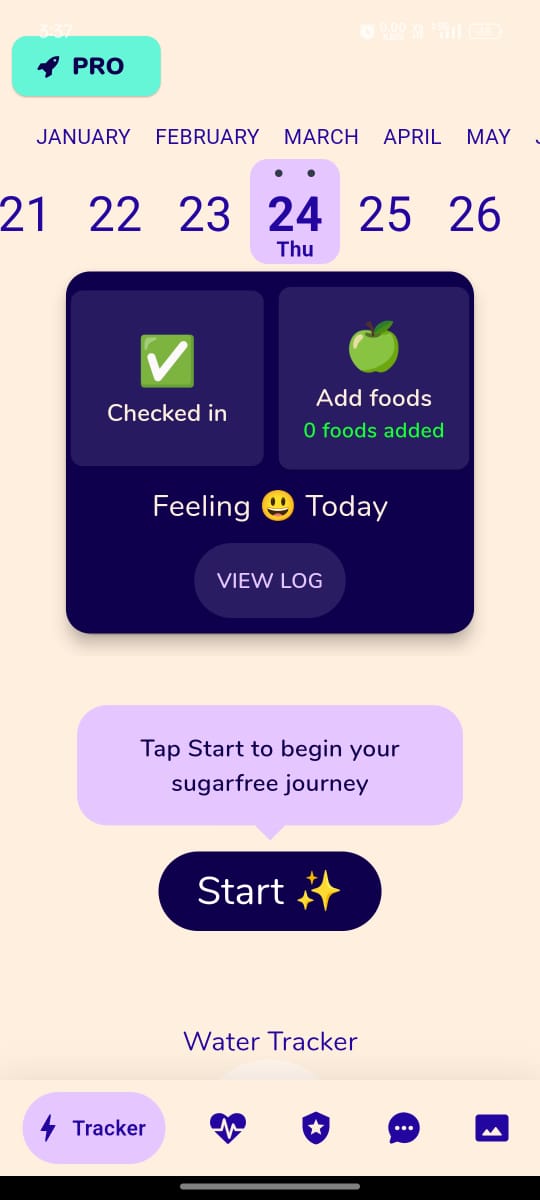 3:37
PRO
JANUARY FEBRUARY MARCH APRIL MAY
21 22 23 24 25 26
Thu
Checked in
Add foods
0 foods added
Feeling 😃 Today
VIEW LOG
Tap Start to begin your
sugarfree journey
Start ✨
Water Tracker
Tracker